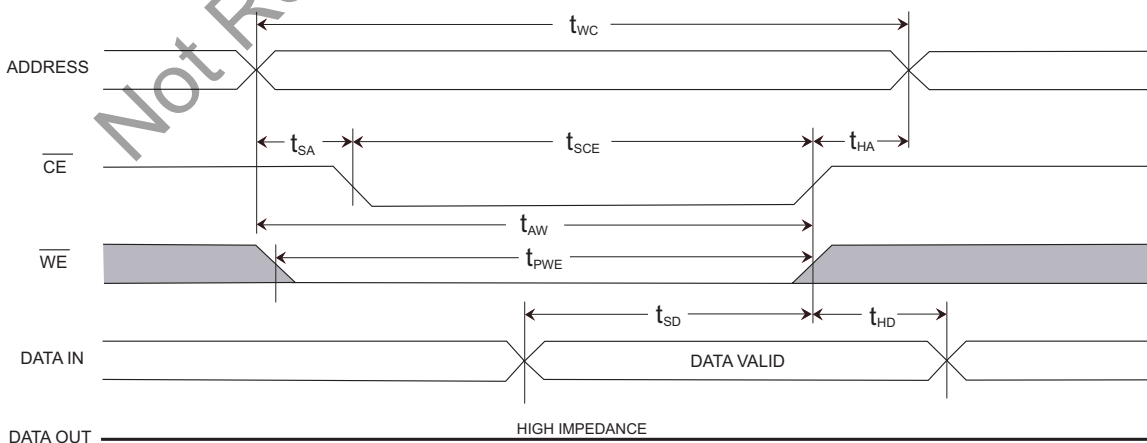 Not R
tWC
ADDRESS
tSA
tSCE
tHA
CE
tAW
WE
tPWE
tSD
tHD
DATA IN
DATA VALID
HIGH IMPEDANCE
DATA OUT